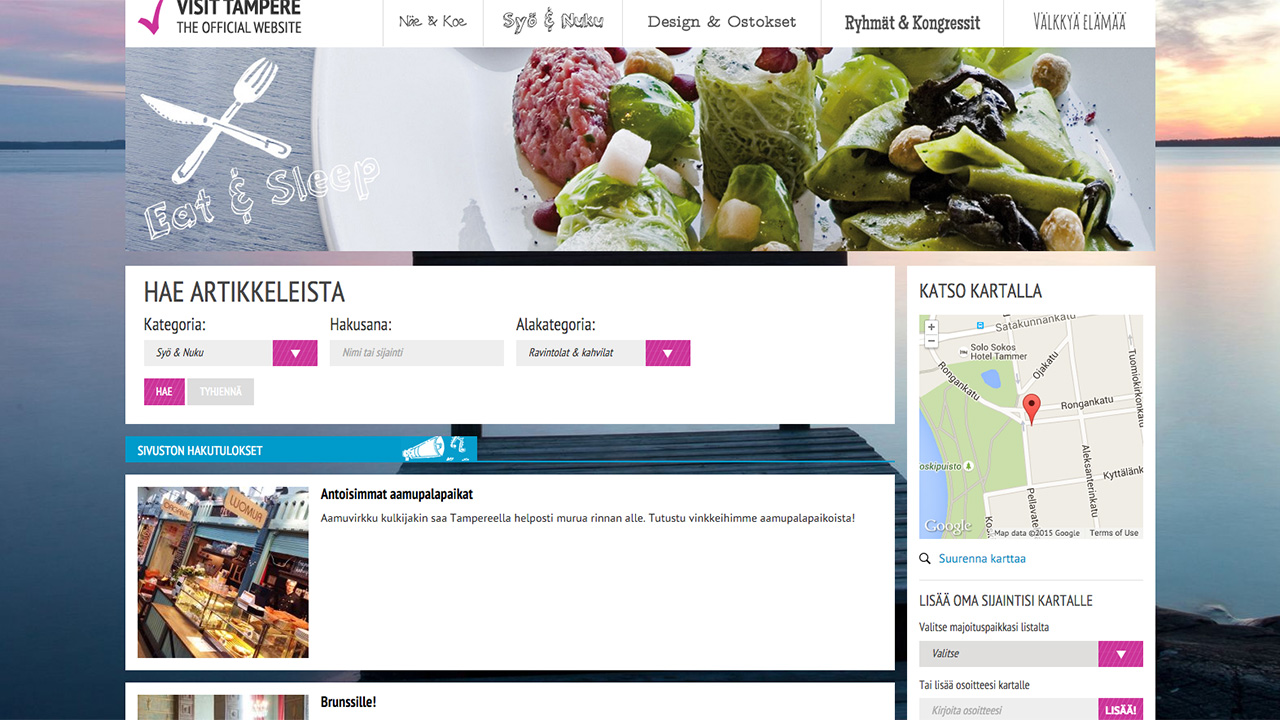 VISIT TAMPERE
THE OFFICIAL WEBSITE
Näe & Koe
Syö & Nuku
Design & Ostokset
Ryhmät & Kongressit
VÄLKKYÄ ELÄMÄÄ
Eat & Sleep
HAE ARTIKKELEISTA
Kategoria:
Hakusana:
Alakategoria:
Syö & Nuku
Nimi tai sijainti
Ravintolat & kahvilat
HAE
TYHJENNÄ
SIVUSTON HAKUTULOKSET
LUOMUR
Antoisimmat aamupalapaikat
Aamuvirkku kulkijakin saa Tampereella helposti murua rinnan alle. Tutustu vinkkeihimme aamupalapaikoista!
Brunssille!
KATSO KARTALLA
+
-
Satakunnankatu
Solo Sokos
Hotel Tammer
Ojakatu
Rongankatu
Rongankatu
Tuomiokirkonkatu
oskipuisto
Aleksanterinkatu
Kyttälänk
Pellavate
Kos
Google
Map data ©2015 Google
Terms of Use
Suurenna karttaa
LISÄÄ OMA SIJAINTISI KARTALLE
Valitse majoituspaikkasi listalta
Valitse
Tai lisää osoitteesi kartalle
Kirjoita osoitteesi
LISÄÄ!